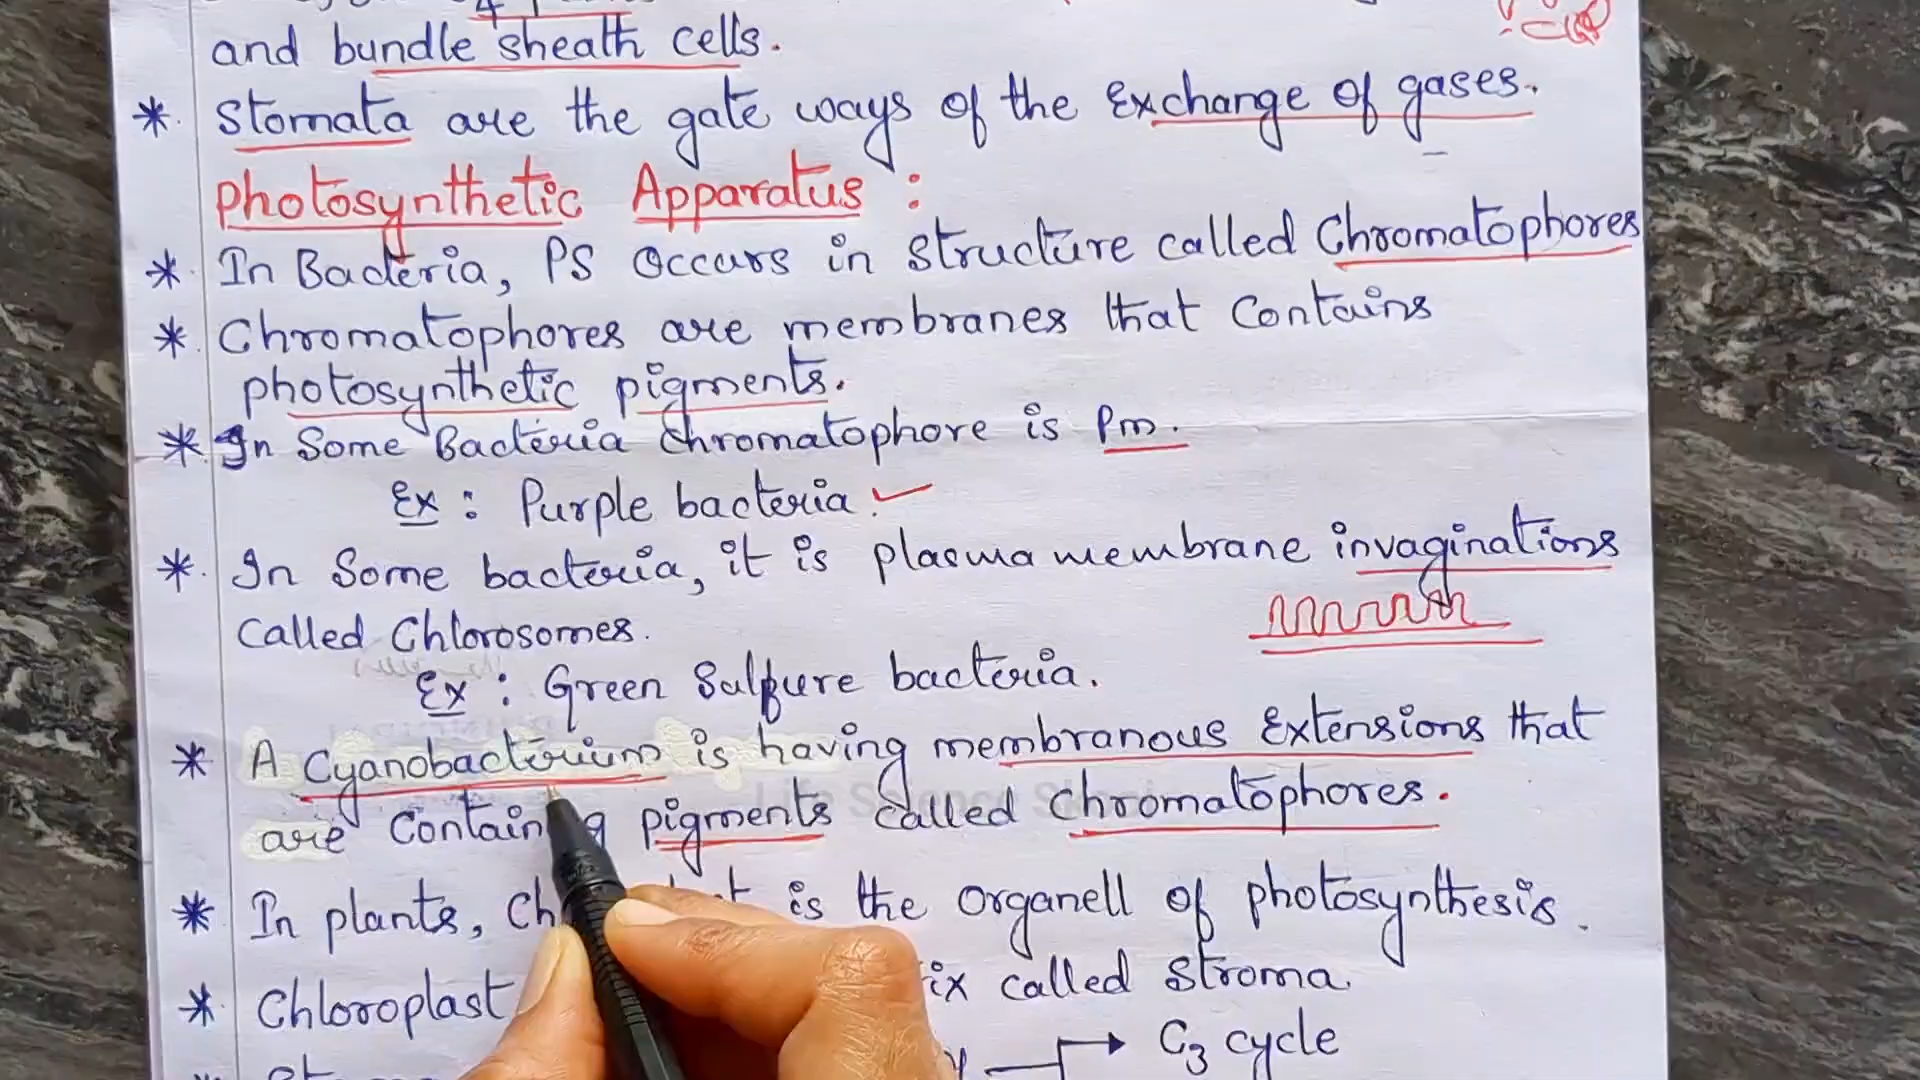 and bundle sheath cells.
* Stomata are the gate ways of the Exchange of gases.
Photosynthetic Apparatus :
* In Bacteria, PS Occurs in structure called Chromatophores
* Chromatophores are membranes that Contains
photosynthetic pigments.
* In Some Bacteria Chromatophore is Pm.
Ex : Purple bacteria.
* In Some bacteria, it is plasma membrane invaginations
called Chlorosomes.
Ex : Green Sulfure bacteria.
* A Cyanobacterium is having membranous Extensions that
are Containing pigments called Chromatophores.
* In plants, is the Organell of photosynthesis.
* Chloroplast called Stroma.
C3 cycle